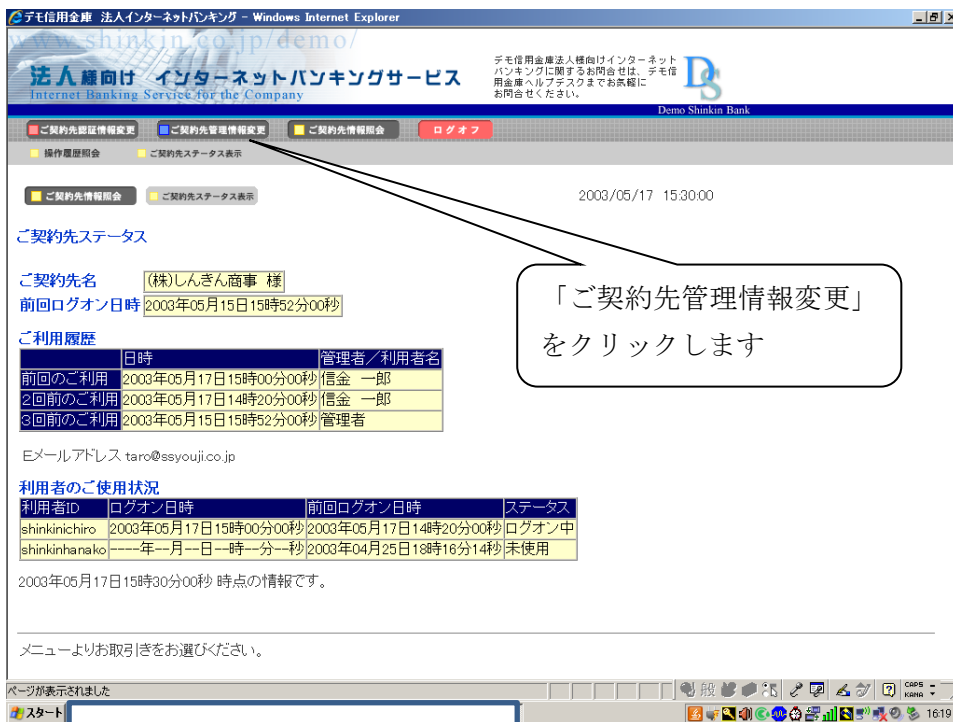 デモ信用金庫 法人インターネットバンキング - Windows Internet Explorer
www.shinkin.co.jp/demo/
法人様向け インターネットバンキングサービス
Internet Banking Service for the Company
デモ信用金庫法人様向けインターネット
バンキングに関するお問合せは、デモ信
用金庫ヘルプデスクまでお気軽に
お問合せください。
DS
Demo Shinkin Bank
ご契約先認証情報変更 ご契約先管理情報変更 ご契約先情報照会 ログオフ
操作履歴照会 ご契約先ステータス表示
ご契約先情報照会 ご契約先ステータス表示 2003/05/17 15:30:00
ご契約先ステータス
ご契約先名 (株)しんきん商事 様
前回ログオン日時 2003年05月15日15時52分00秒
「ご契約先管理情報変更」
をクリックします
ご利用履歴
日時 管理者／利用者名
前回のご利用 2003年05月17日15時00分00秒 信金 一郎
2回前のご利用 2003年05月17日14時20分00秒 信金 一郎
3回前のご利用 2003年05月15日15時52分00秒 管理者
Eメールアドレス taro@ssyouji.co.jp
利用者のご使用状況
利用者ID ログオン日時 前回ログオン日時 ステータス
shinkinichiro 2003年05月17日15時00分00秒 2003年05月17日14時20分00秒 ログオン中
shinkinhanako ----年--月--日--時--分--秒 2003年04月25日18時16分14秒 未使用
2003年05月17日15時30分00秒 時点の情報です。
メニューよりお取引きをお選びください。
ページが表示されました
般
CAPS
KANA
スタート
16:19